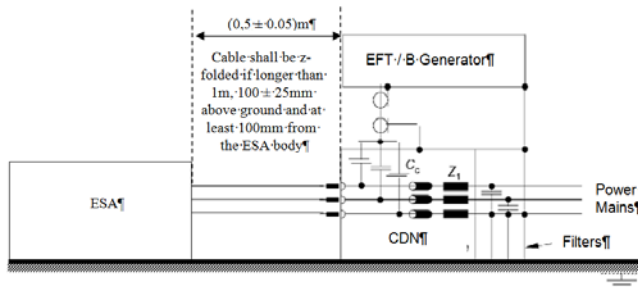 (0,5 ± 0.05)m¶
Cable·shall·be·z-
folded·if·longer·than·
1m,·100·±·25mm·
above·ground·and·at·
least·100mm·from·
the·ESA·body¶
EFT·/·B·Generator¶
C_c
Z₁
ESA¶
Power
Mains¶
CDN¶
Filters¶